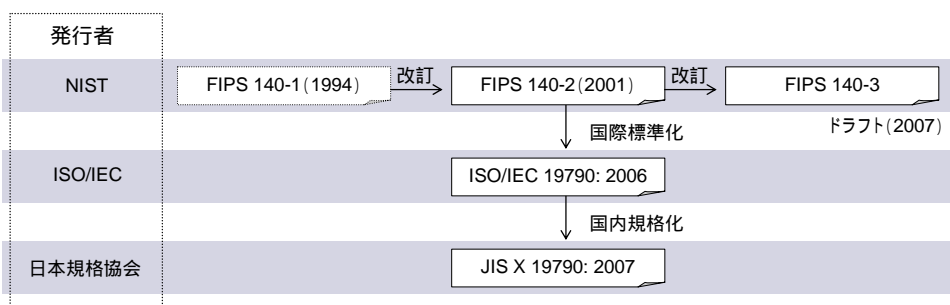 発行者
NIST
FIPS 140-1(1994)
改訂
FIPS 140-2(2001)
改訂
FIPS 140-3
ドラフト(2007)
国際標準化
ISO/IEC
ISO/IEC 19790: 2006
国内規格化
日本規格協会
JIS X 19790: 2007